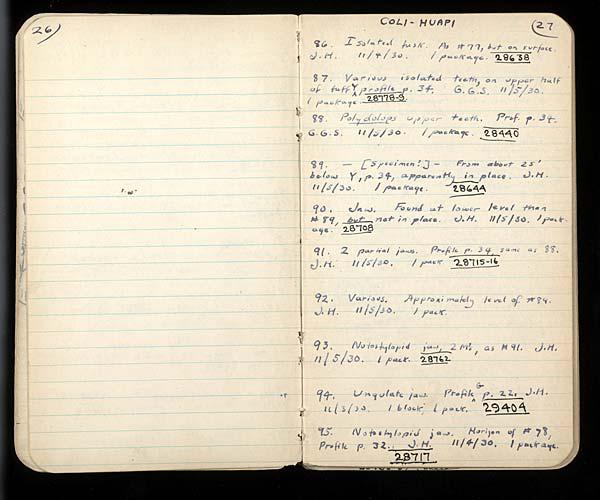 26
COLI-HUAPI
27
86. Isolated tusk. As #77, but on surface.
J.H. 11/4/30. 1 package. 28638
87. Various isolated teeth, on upper half
of tuff Y profile p. 34. G.G.S. 11/5/30.
1 package. 28778-9
88. Polydolops upper teeth. Prof. p. 34.
G.G.S. 11/5/30. 1 package. 28440
89. — [Specimen!] — From about 25'
below Y, p. 34, apparently in place. J.H.
11/5/30. 1 package. 28644
90. Jaw. Found at lower level than
#89, but not in place. J.H. 11/5/30. 1 pack-
age. 28708
91. 2 partial jaws. Profile p. 34 same as 88.
J.H. 11/5/30. 1 pack 28715-16
92. Various. Approximately level of #89.
J.H. 11/5/30. 1 pack.
93. Notostylopid jaw, 2 M's, as #91. J.H.
11/5/30. 1 pack. 28762
94. Ungulate jaw. Profile G p. 22. J.H.
11/5/30. 1 block, 1 pack. 29404
95. Notostylopid jaw. Horizon of #78,
Profile p. 32. J.H. 11/4/30. 1 package.
28717